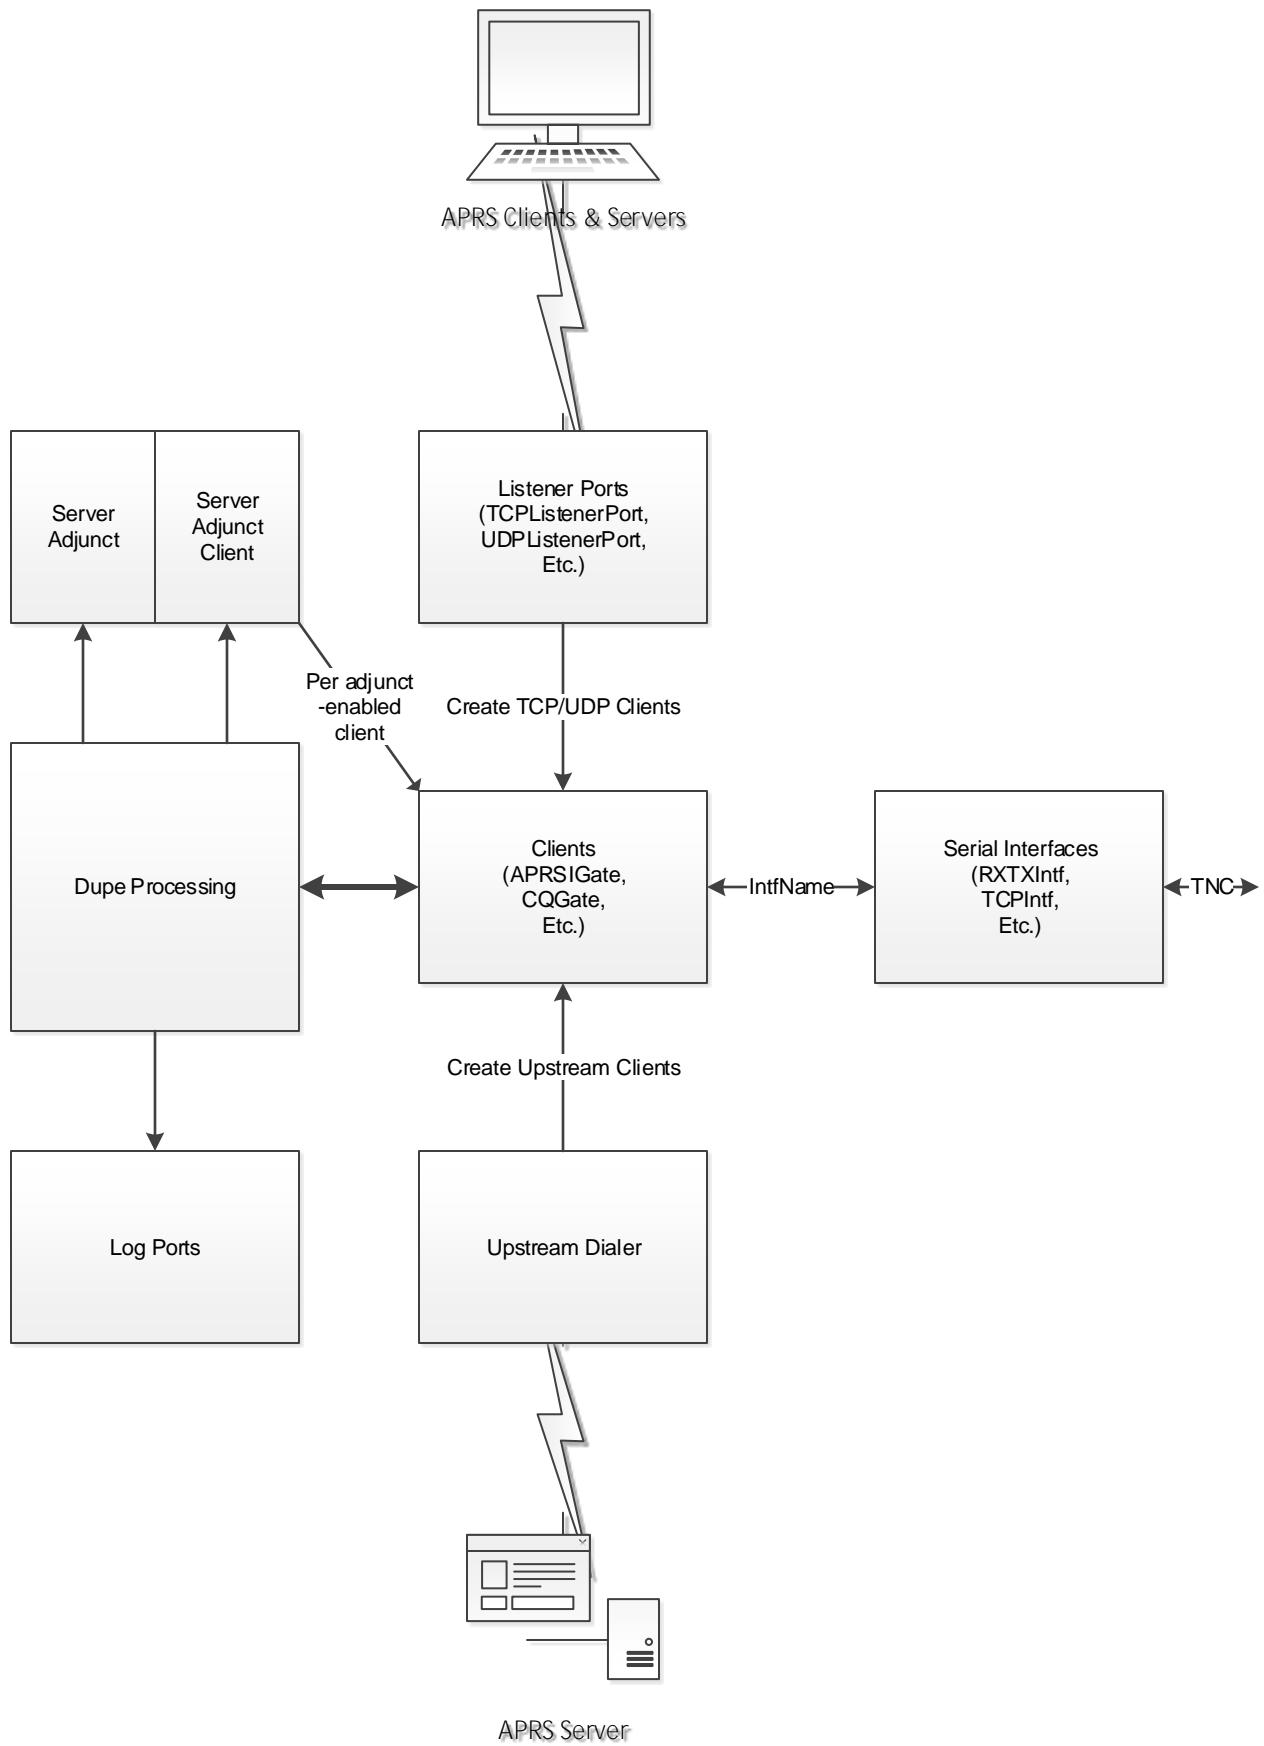 APRS Clients & Servers
Server
Adjunct
Server
Adjunct
Client
Listener Ports
(TCPListenerPort,
UDPListenerPort,
Etc.)
Per adjunct
-enabled
client
Create TCP/UDP Clients
Dupe Processing
Clients
(APRSIGate,
CQGate,
Etc.)
IntfName
Serial Interfaces
(RXTXIntf,
TCPIntf,
Etc.)
TNC
Create Upstream Clients
Log Ports
Upstream Dialer
APRS Server